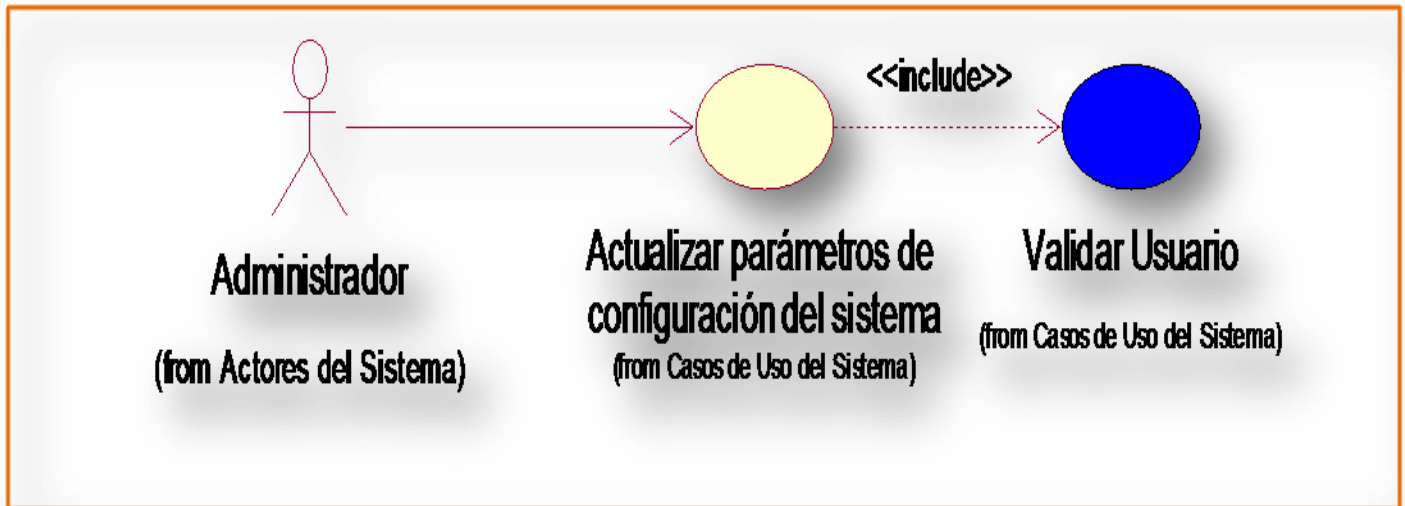 <<include>>
Administrador
(from Actores del Sistema)
Actualizar parámetros de
configuración del sistema
(from Casos de Uso del Sistema)
Validar Usuario
(from Casos de Uso del Sistema)